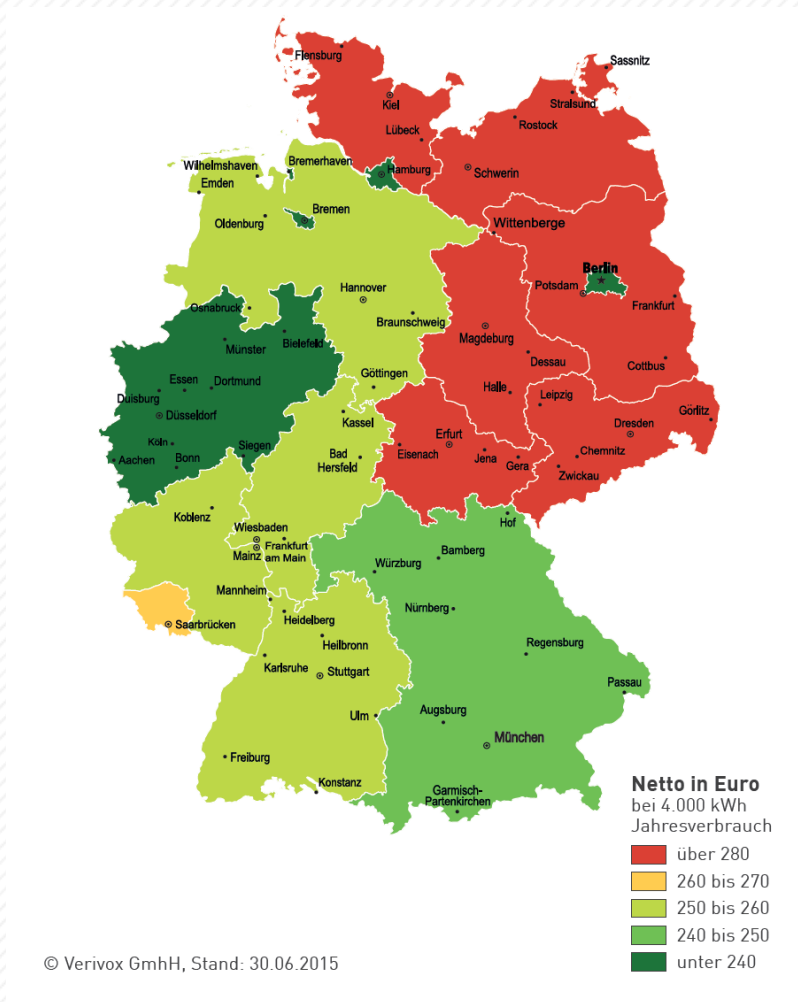 Flensburg
Sassnitz
Kiel
Stralsund
Rostock
Lübeck
Bremerhaven
Wilhelmshaven
Hamburg
Schwerin
Emden
Bremen
Oldenburg
Wittenberge
Berlin
Potsdam
Hannover
Frankfurt
Osnabruck
Braunschweig
Magdeburg
Münster
Bielefeld
Dessau
Cottbus
Göttingen
Essen
Dortmund
Halle
Leipzig
Duisburg
Düsseldorf
Kassel
Görlitz
Dresden
Erfurt
Köln
Siegen
Bad
Hersfeld
Eisenach
Jena
Gera
Chemnitz
Zwickau
Aachen
Bonn
Koblenz
Hof
Wiesbaden
Mainz
Frankfurt
am Main
Bamberg
Würzburg
Mannheim
Nürnberg
Heidelberg
Saarbrücken
Heilbronn
Regensburg
Karlsruhe
Stuttgart
Passau
Ulm
Augsburg
München
Freiburg
Konstanz
Garmisch-
Partenkirchen
Netto in Euro
bei 4.000 kWh
Jahresverbrauch
über 280
260 bis 270
250 bis 260
240 bis 250
unter 240
© Verivox GmhH, Stand: 30.06.2015